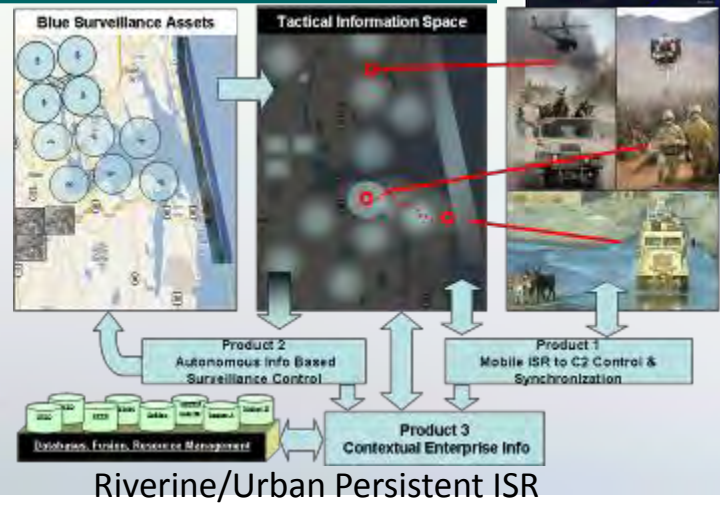 Blue Surveillance Assets
Tactical Information Space
Product 2
Autonomous Info Based
Surveillance Control
Product 1
Mobile ISR to C2 Control &
Synchronization
Product 3
Contextual Enterprise Info
Databases, Fusion, Resource Management
Riverine/Urban Persistent ISR